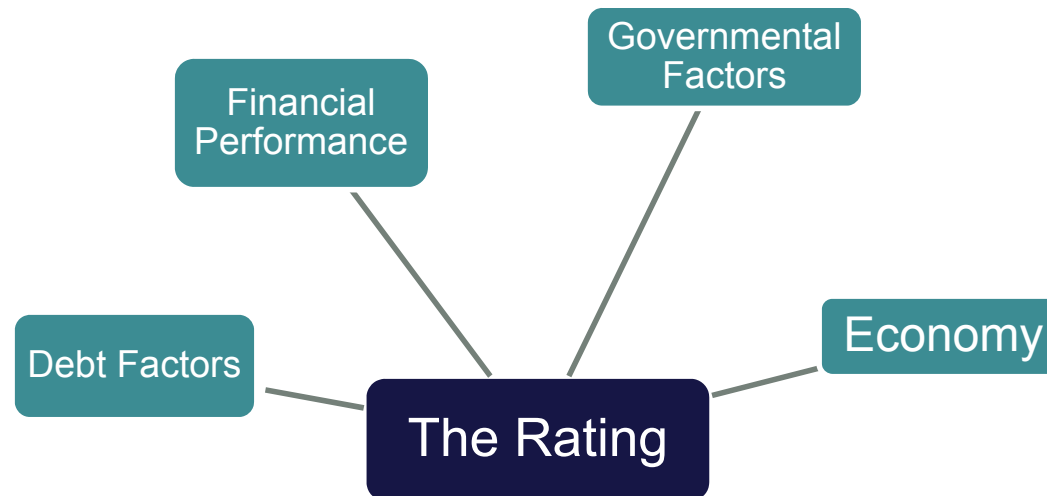 Governmental
Factors
Financial
Performance
Economy
Debt Factors
The Rating